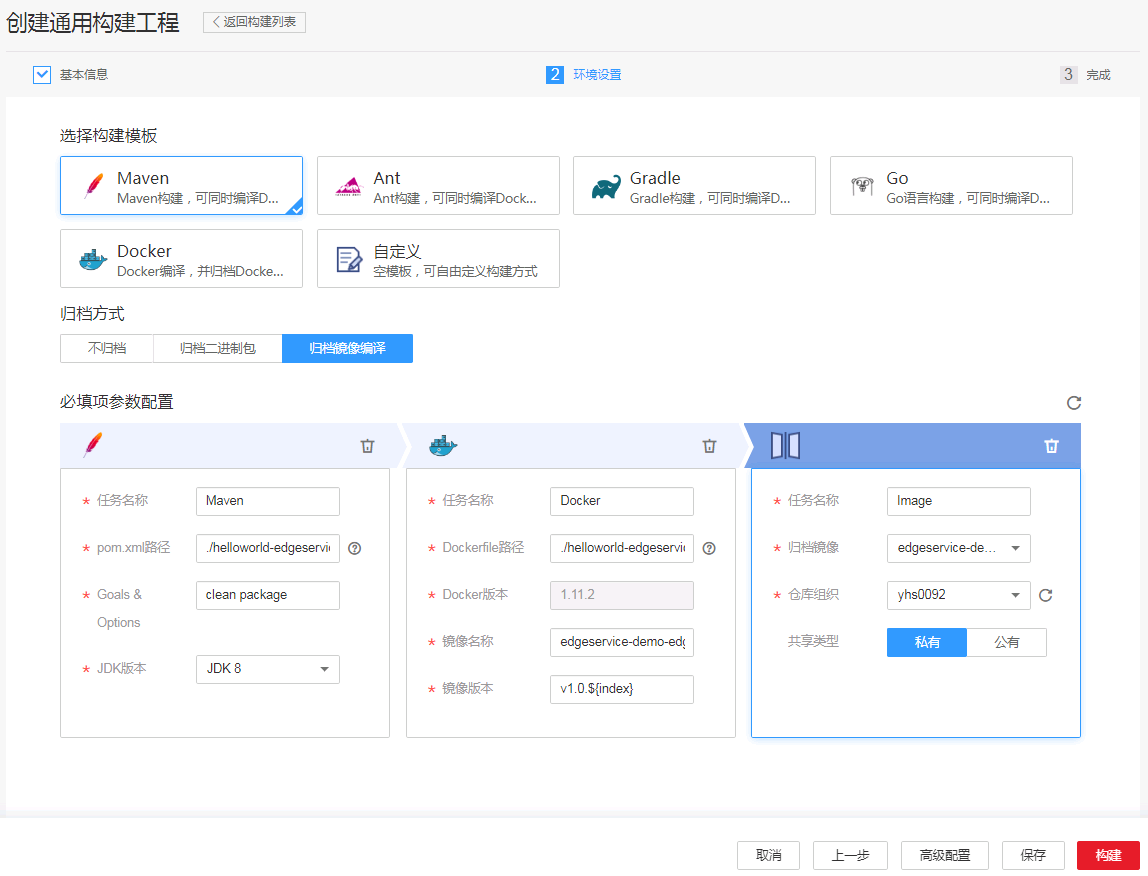 创建通用构建工程
返回构建列表
基本信息
2 环境设置
3 完成
选择构建模板
Maven
Maven构建，可同时编译D...
Ant
Ant构建，可同时编译Dock...
Gradle
Gradle构建，可同时编译D...
Go
Go语言构建，可同时编译D...
Docker
Docker编译，并归档Docke...
自定义
空模板，可自由定义构建方式
归档方式
不归档
归档二进制包
归档镜像编译
必填项参数配置
* 任务名称
Maven
* pom.xml路径
./helloworld-edgeservi
* Goals &
Options
clean package
* JDK版本
JDK 8
* 任务名称
Docker
* Dockerfile路径
./helloworld-edgeservi
* Docker版本
1.11.2
* 镜像名称
edgeservice-demo-edg
* 镜像版本
v1.0.${index}
* 任务名称
Image
* 归档镜像
edgeservice-de...
* 仓库组织
yhs0092
共享类型
私有
公有
取消
上一步
高级配置
保存
构建